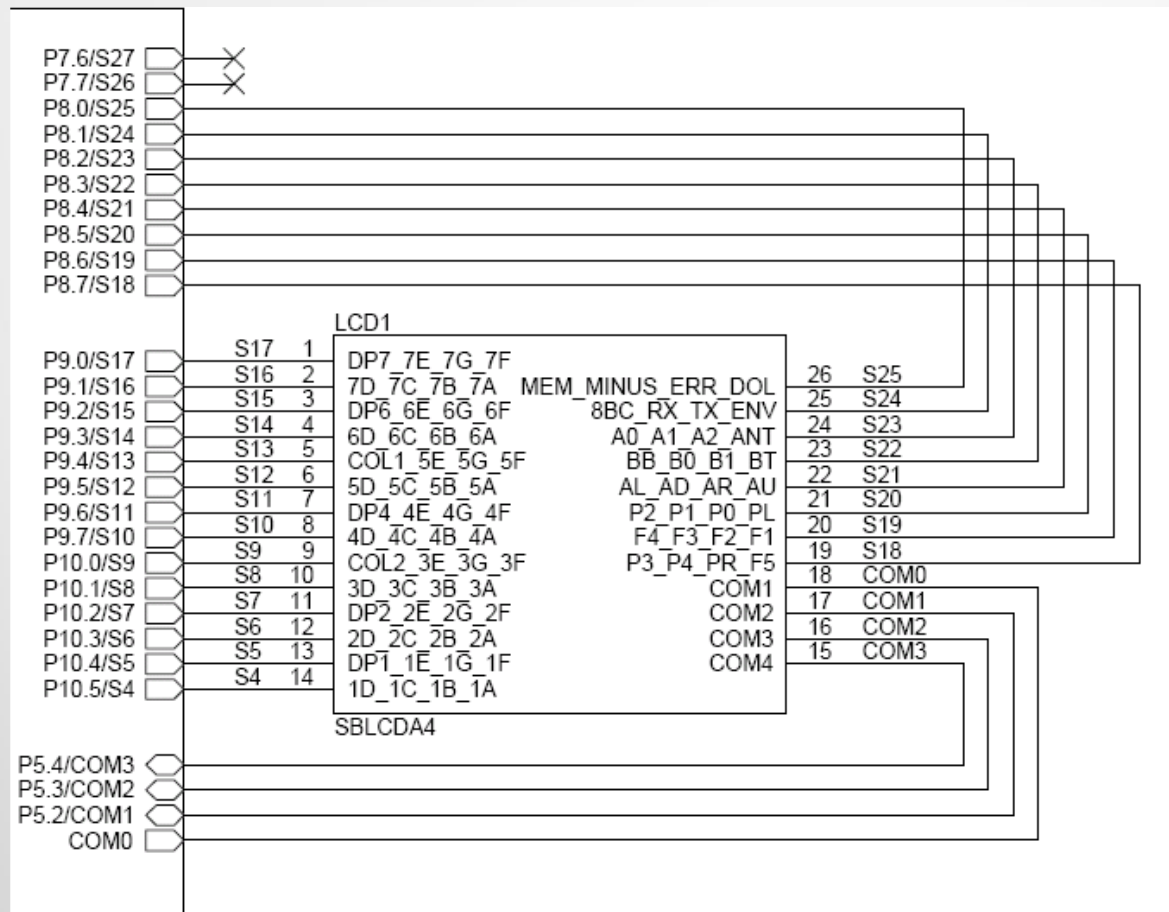 P7.6/S27
P7.7/S26
P8.0/S25
P8.1/S24
P8.2/S23
P8.3/S22
P8.4/S21
P8.5/S20
P8.6/S19
P8.7/S18
LCD1
P9.0/S17 S17 1 DP7_7E_7G_7F
P9.1/S16 S16 2 7D_7C_7B_7A MEM_MINUS_ERR_DOL 26 S25
P9.2/S15 S15 3 DP6_6E_6G_6F 8BC_RX_TX_ENV 25 S24
P9.3/S14 S14 4 6D_6C_6B_6A A0_A1_A2_ANT 24 S23
P9.4/S13 S13 5 COL1_5E_5G_5F BB_B0_B1_BT 23 S22
P9.5/S12 S12 6 5D_5C_5B_5A AL_AD_AR_AU 22 S21
P9.6/S11 S11 7 DP4_4E_4G_4F P2_P1_P0_PL 21 S20
P9.7/S10 S10 8 4D_4C_4B_4A F4_F3_F2_F1 20 S19
P10.0/S9 S9 9 COL2_3E_3G_3F P3_P4_PR_F5 19 S18
P10.1/S8 S8 10 3D_3C_3B_3A COM1 18 COM0
P10.2/S7 S7 11 DP2_2E_2G_2F COM2 17 COM1
P10.3/S6 S6 12 2D_2C_2B_2A COM3 16 COM2
P10.4/S5 S5 13 DP1_1E_1G_1F COM4 15 COM3
P10.5/S4 S4 14 1D_1C_1B_1A
SBLCDA4
P5.4/COM3
P5.3/COM2
P5.2/COM1
COM0